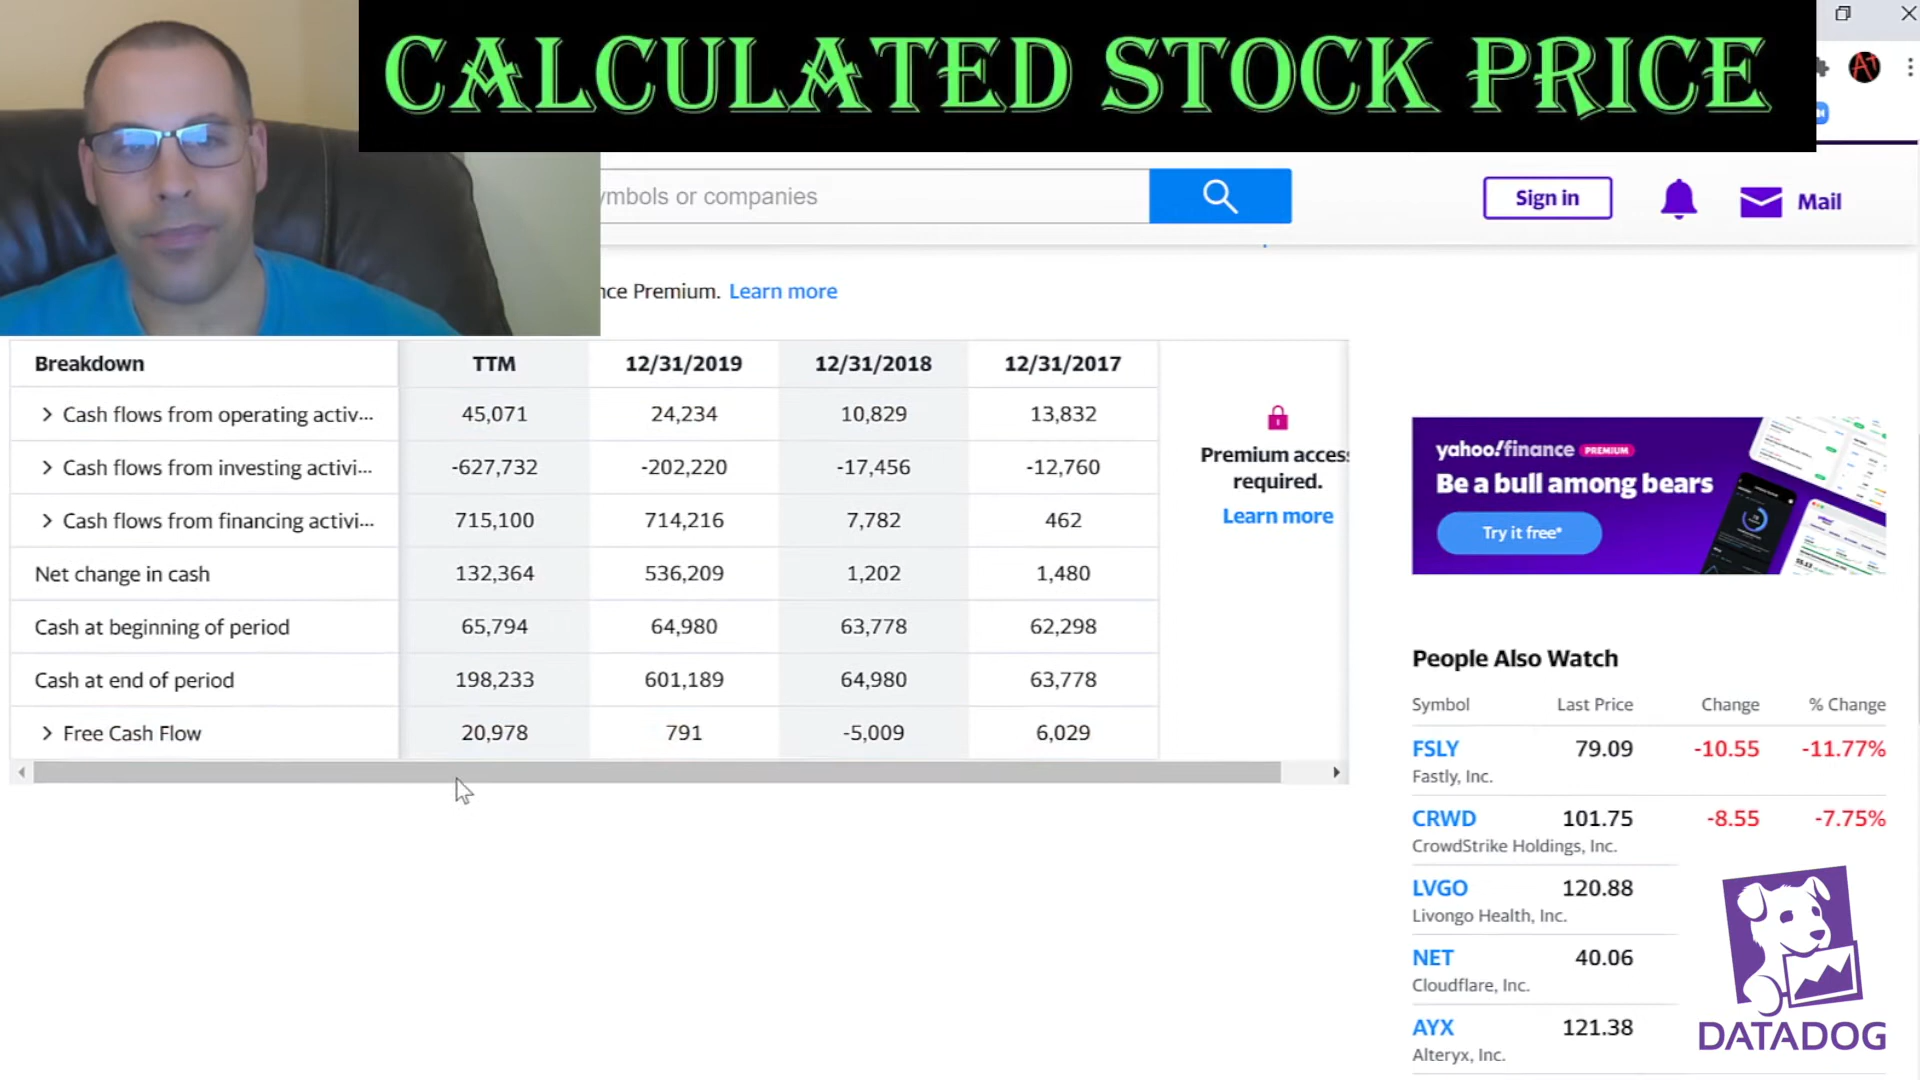 CALCULATED STOCK PRICE
ymbols or companies
Sign in
Mail
nce Premium. Learn more
Breakdown TTM 12/31/2019 12/31/2018 12/31/2017
Cash flows from operating activ... 45,071 24,234 10,829 13,832
Cash flows from investing activi... -627,732 -202,220 -17,456 -12,760
Cash flows from financing activi... 715,100 714,216 7,782 462
Net change in cash 132,364 536,209 1,202 1,480
Cash at beginning of period 65,794 64,980 63,778 62,298
Cash at end of period 198,233 601,189 64,980 63,778
Free Cash Flow 20,978 791 -5,009 6,029
Premium access
required.
Learn more
yahoo!finance PREMIUM
Be a bull among bears
Try it free*
People Also Watch
Symbol Last Price Change % Change
FSLY 79.09 -10.55 -11.77%
Fastly, Inc.
CRWD 101.75 -8.55 -7.75%
CrowdStrike Holdings, Inc.
LVGO 120.88
Livongo Health, Inc.
NET 40.06
Cloudflare, Inc.
AYX 121.38
Alteryx, Inc.
DATADOG